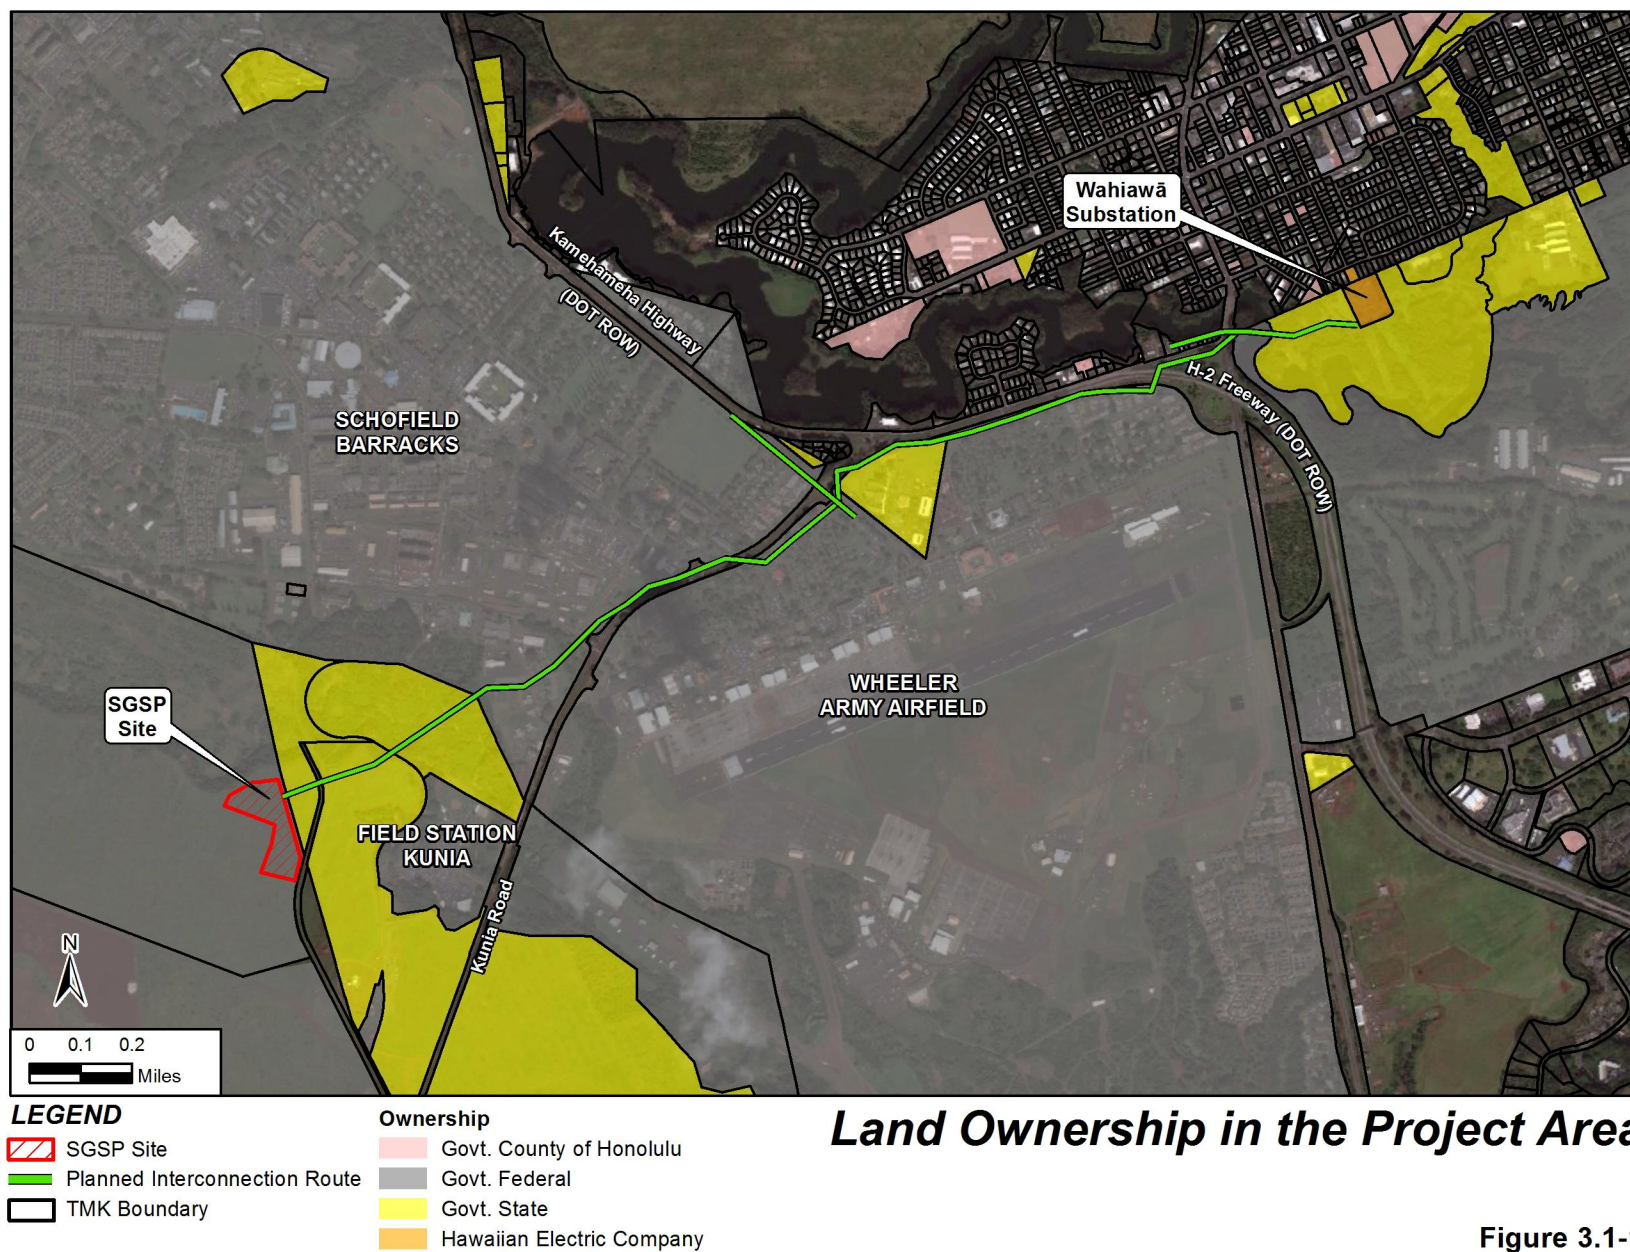 Wahiawā
Substation
Kamehameha Highway
(DOT ROW)
H-2 Freeway (DOT ROW)
SCHOFIELD
BARRACKS
WHEELER
ARMY AIRFIELD
SGSP
Site
FIELD STATION
KUNIA
Kunia Road
N
0 0.1 0.2
Miles
LEGEND
SGSP Site
Planned Interconnection Route
TMK Boundary
Ownership
Govt. County of Honolulu
Govt. Federal
Govt. State
Hawaiian Electric Company
Land Ownership in the Project Area
Figure 3.1-